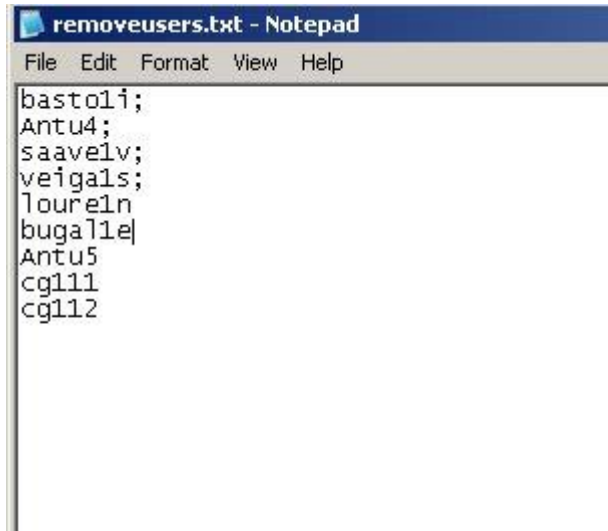 removeusers.txt - Notepad
File Edit Format View Help
basto1i;
Antu4;
saave1v;
veiga1s;
loure1n
bugal1e
Antu5
cg111
cg112